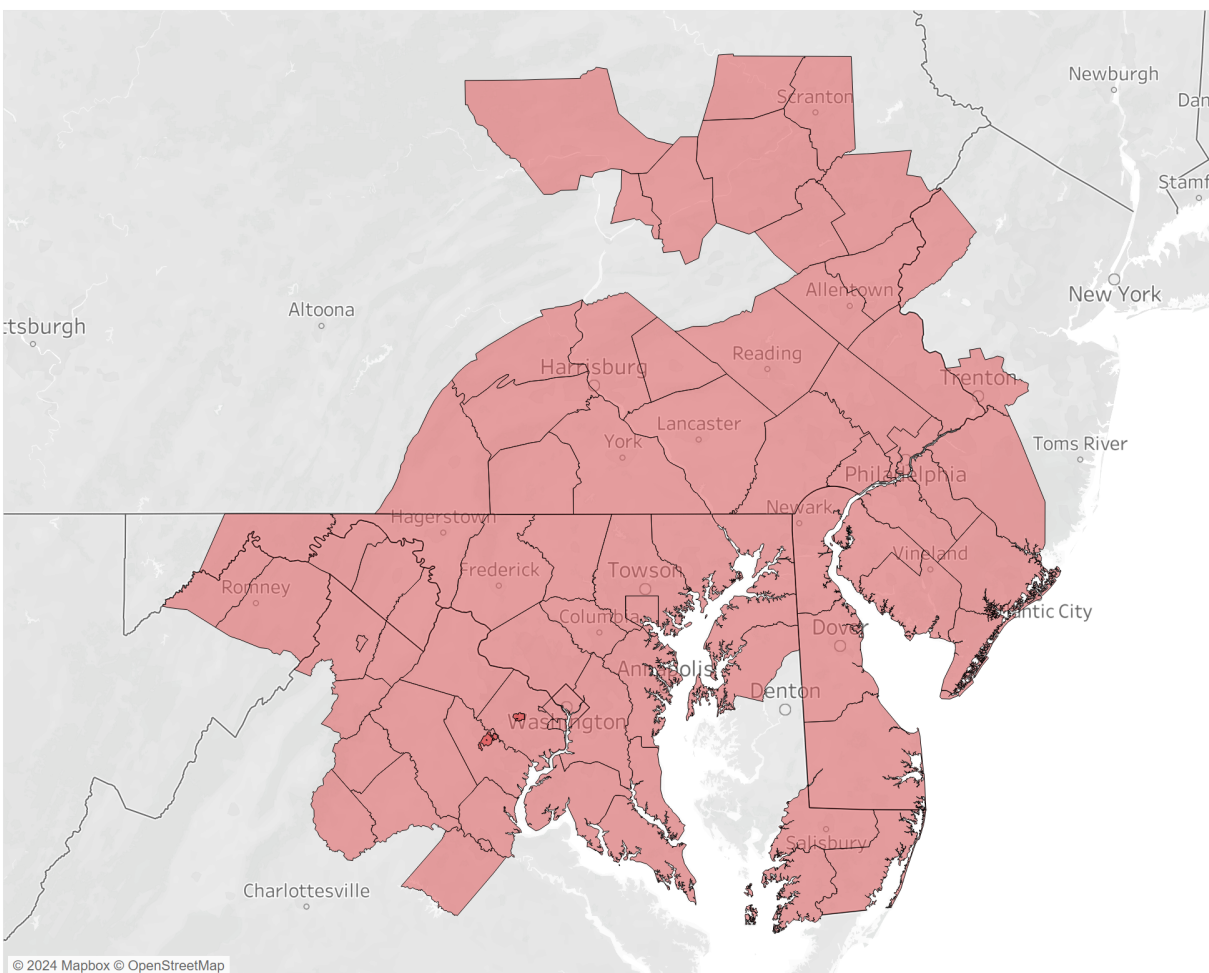 Newburgh
Scranton
Dan
Stamf
New York
Allentown
Altoona
ttsburgh
Reading
Harrisburg
Trenton
Lancaster
York
Toms River
Philadelphia
Newark
Hagerstown
Vineland
Frederick
Towson
Romney
Atlantic City
Columbia
Dover
Annapolis
Denton
Washington
Salisbury
Charlottesville
© 2024 Mapbox © OpenStreetMap